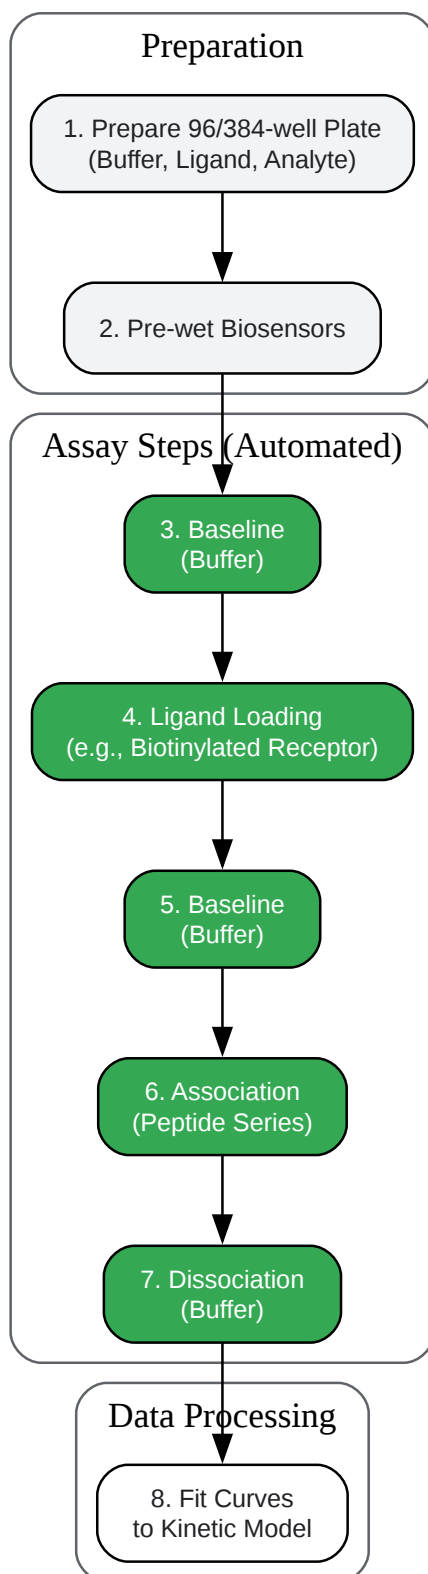 Preparation
1. Prepare 96/384-well Plate
(Buffer, Ligand, Analyte)
2. Pre-wet Biosensors
Assay Steps (Automated)
3. Baseline
(Buffer)
4. Ligand Loading
(e.g., Biotinylated Receptor)
5. Baseline
(Buffer)
6. Association
(Peptide Series)
7. Dissociation
(Buffer)
Data Processing
8. Fit Curves
to Kinetic Model